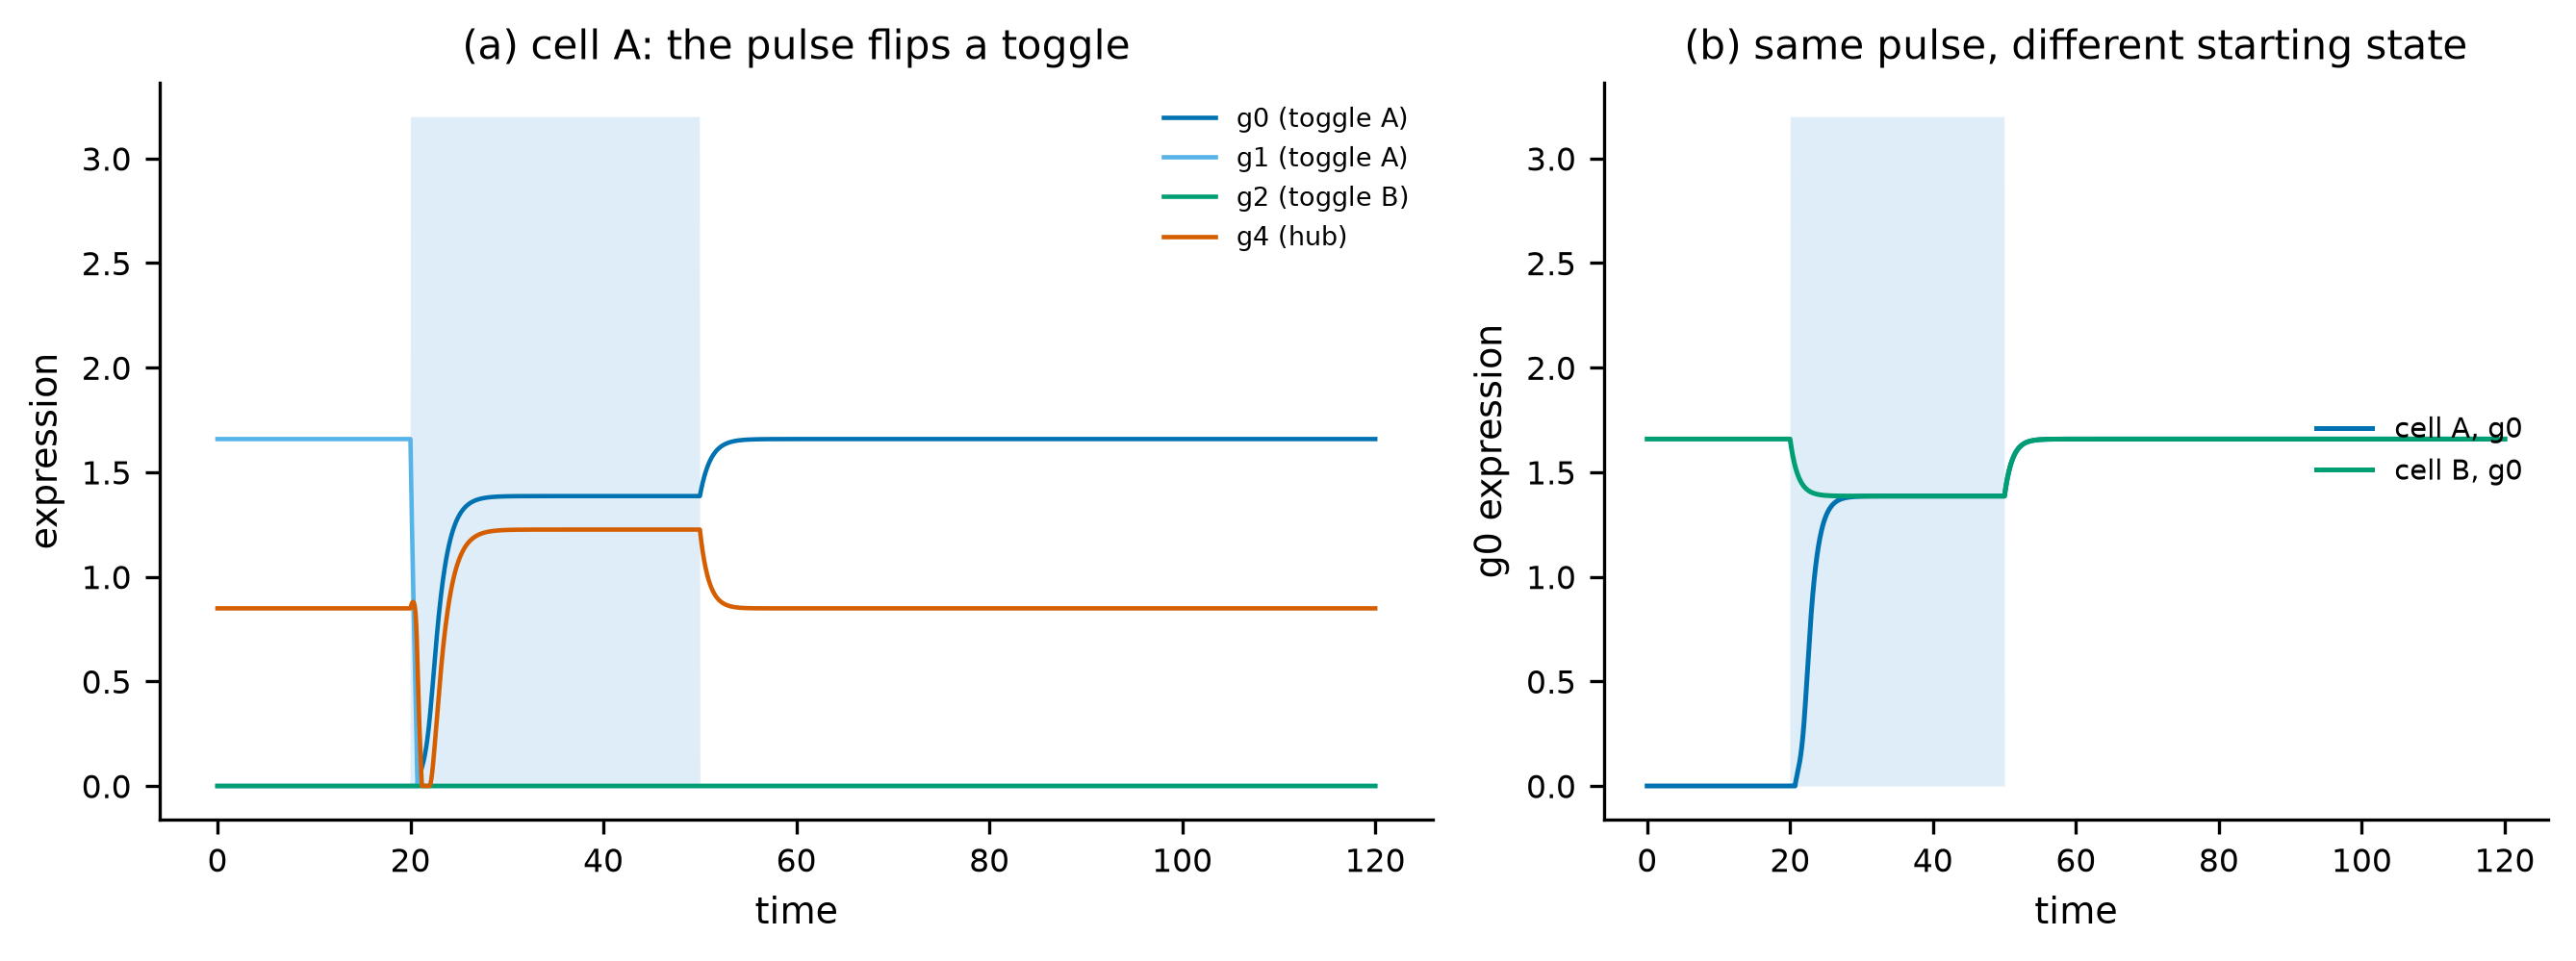 (a) cell A: the pulse flips a toggle
expression
3.0
2.5
2.0
1.5
1.0
0.5
0.0
0 20 40 60 80 100 120
time
g0 (toggle A)
g1 (toggle A)
g2 (toggle B)
g4 (hub)
(b) same pulse, different starting state
g0 expression
3.0
2.5
2.0
1.5
1.0
0.5
0.0
0 20 40 60 80 100 120
time
cell A, g0
cell B, g0